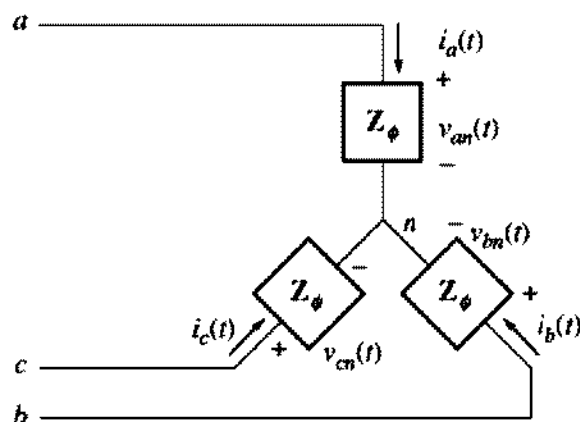 a
i_a(t)
+
Z_ϕ
v_an(t)
−
n
−
v_bn(t)
−
Z_ϕ
Z_ϕ
+
i_c(t)
+
v_cn(t)
i_b(t)
c
b